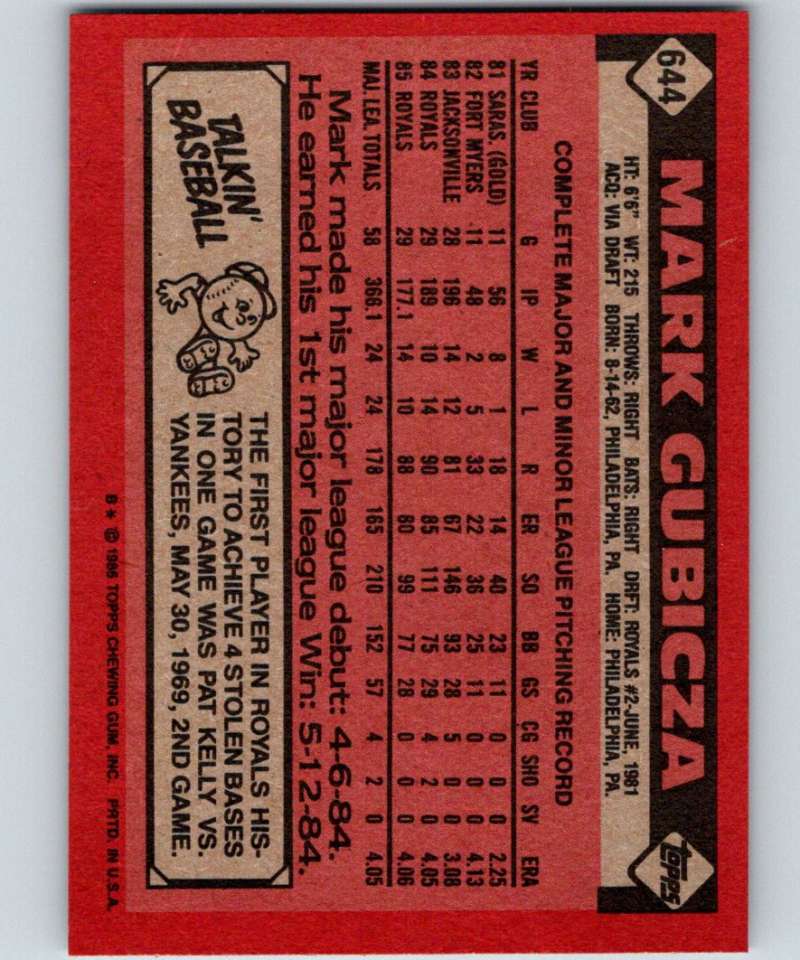 644
MARK GUBICZA
TOPPS
HT: 6'6" WT: 215 THROWS: RIGHT BATS: RIGHT DRFT: ROYALS #2-JUNE, 1981
ACQ: VIA DRAFT BORN: 8-14-62, PHILADELPHIA, PA. HOME: PHILADELPHIA, PA.
COMPLETE MAJOR AND MINOR LEAGUE PITCHING RECORD
YR CLUB G IP W L R ER SO BB GS CG SHO SV ERA
81 SARAS. (GOLD) 11 56 8 1 18 14 40 23 11 0 0 0 2.25
82 FORT MYERS 11 48 2 5 33 22 36 25 11 0 0 0 4.13
83 JACKSONVILLE 28 196 14 12 81 67 146 93 28 5 0 0 3.08
84 ROYALS 29 189 10 14 90 85 111 75 29 4 2 0 4.05
85 ROYALS 29 177.1 14 10 88 80 99 77 28 0 0 0 4.06
MAJ. LEA. TOTALS 58 366.1 24 24 178 165 210 152 57 4 2 0 4.05
Mark made his major league debut: 4-6-84.
He earned his 1st major league Win: 5-12-84.
TALKIN'
BASEBALL
THE FIRST PLAYER IN ROYALS HIS-
TORY TO ACHIEVE 4 STOLEN BASES
IN ONE GAME WAS PAT KELLY VS.
YANKEES, MAY 30, 1969, 2ND GAME.
B* © 1986 TOPPS CHEWING GUM, INC. PRTD. IN U.S.A.